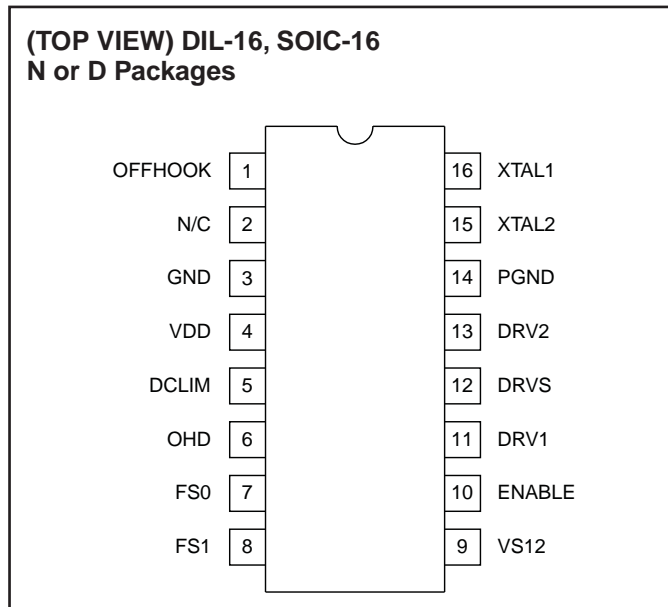 (TOP VIEW) DIL-16, SOIC-16
N or D Packages
OFFHOOK 1 16 XTAL1
N/C 2 15 XTAL2
GND 3 14 PGND
VDD 4 13 DRV2
DCLIM 5 12 DRVS
OHD 6 11 DRV1
FS0 7 10 ENABLE
FS1 8 9 VS12